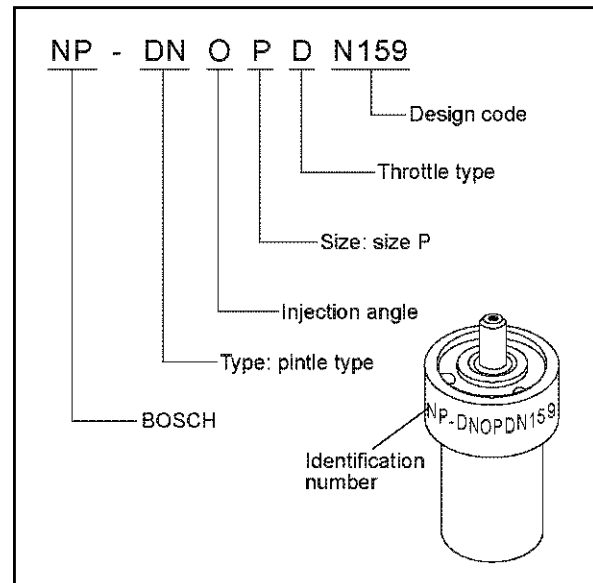 NP - DN O P D N159
Design code
Throttle type
Size: size P
Injection angle
Type: pintle type
BOSCH
NP-DNOPDN159
Identification
number